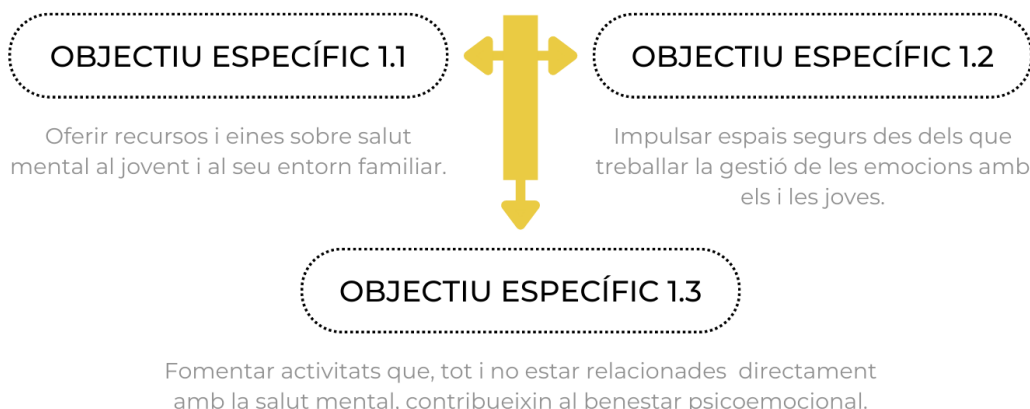 OBJECTIU ESPECÍFIC 1.1
Oferir recursos i eines sobre salut
mental al jovent i al seu entorn familiar.
OBJECTIU ESPECÍFIC 1.2
Impulsar espais segurs des dels que
treballar la gestió de les emocions amb
els i les joves.
OBJECTIU ESPECÍFIC 1.3
Fomentar activitats que, tot i no estar relacionades directament
amb la salut mental, contribueixin al benestar psicoemocional.